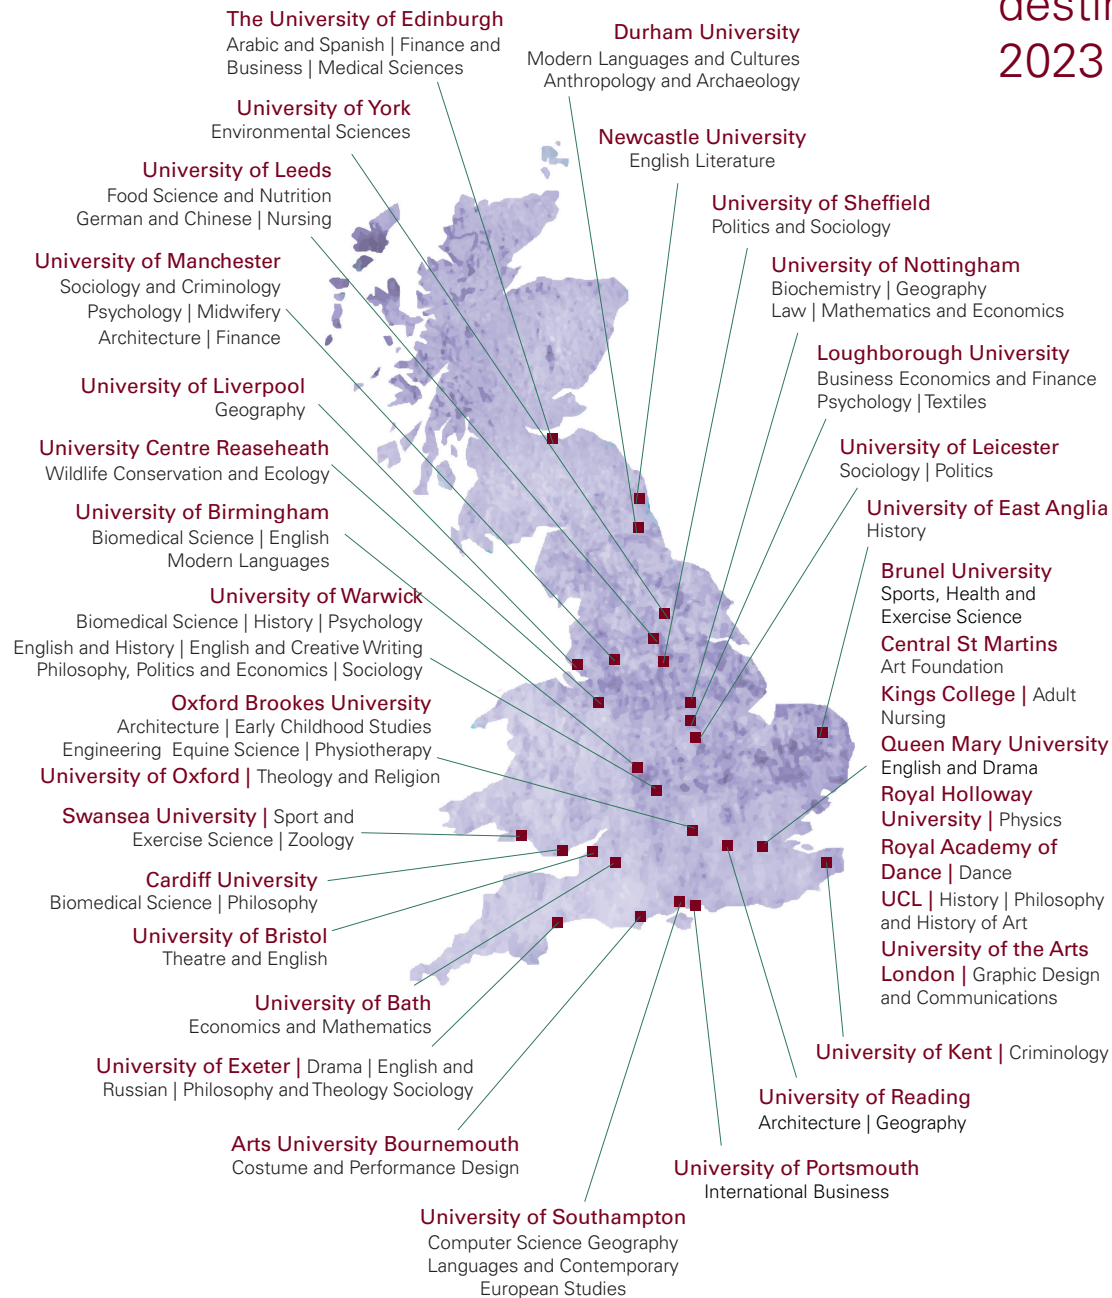 destin
2023
The University of Edinburgh
Arabic and Spanish | Finance and
Business | Medical Sciences
Durham University
Modern Languages and Cultures
Anthropology and Archaeology
University of York
Environmental Sciences
Newcastle University
English Literature
University of Leeds
Food Science and Nutrition
German and Chinese | Nursing
University of Sheffield
Politics and Sociology
University of Manchester
Sociology and Criminology
Psychology | Midwifery
Architecture | Finance
University of Nottingham
Biochemistry | Geography
Law | Mathematics and Economics
Loughborough University
Business Economics and Finance
Psychology | Textiles
University of Liverpool
Geography
University Centre Reaseheath
Wildlife Conservation and Ecology
University of Leicester
Sociology | Politics
University of Birmingham
Biomedical Science | English
Modern Languages
University of East Anglia
History
University of Warwick
Biomedical Science | History | Psychology
English and History | English and Creative Writing
Philosophy, Politics and Economics | Sociology
Brunel University
Sports, Health and
Exercise Science
Central St Martins
Art Foundation
Kings College | Adult
Nursing
Queen Mary University
English and Drama
Royal Holloway
University | Physics
Royal Academy of
Dance | Dance
UCL | History | Philosophy
and History of Art
University of the Arts
London | Graphic Design
and Communications
Oxford Brookes University
Architecture | Early Childhood Studies
Engineering Equine Science | Physiotherapy
University of Oxford | Theology and Religion
Swansea University | Sport and
Exercise Science | Zoology
Cardiff University
Biomedical Science | Philosophy
University of Bristol
Theatre and English
University of Bath
Economics and Mathematics
University of Exeter | Drama | English and
Russian | Philosophy and Theology Sociology
Arts University Bournemouth
Costume and Performance Design
University of Kent | Criminology
University of Reading
Architecture | Geography
University of Portsmouth
International Business
University of Southampton
Computer Science Geography
Languages and Contemporary
European Studies